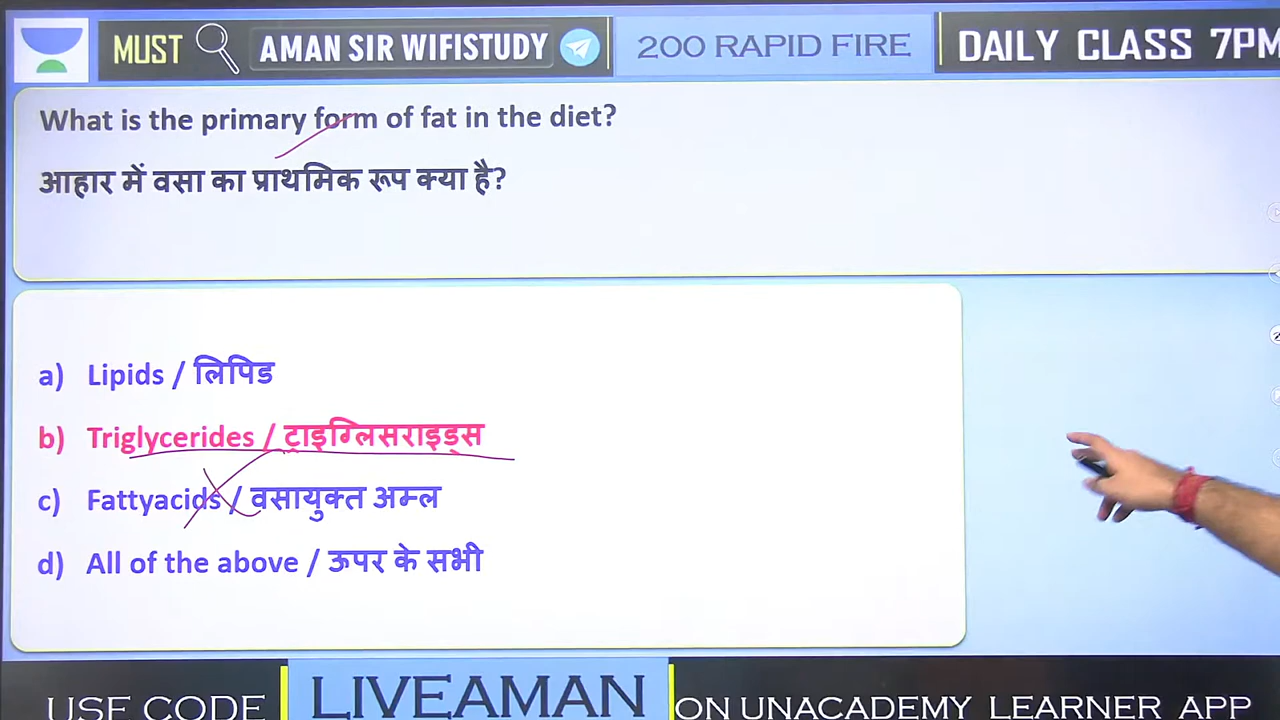 MUST AMAN SIR WIFISTUDY 200 RAPID FIRE DAILY CLASS 7PM
What is the primary form of fat in the diet?
आहार में वसा का प्राथमिक रूप क्या है?
a) Lipids / लिपिड
b) Triglycerides / ट्राइग्लिसराइड्स
c) Fattyacids / वसायुक्त अम्ल
d) All of the above / ऊपर के सभी
USE CODE LIVEAMAN ON UNACADEMY LEARNER APP